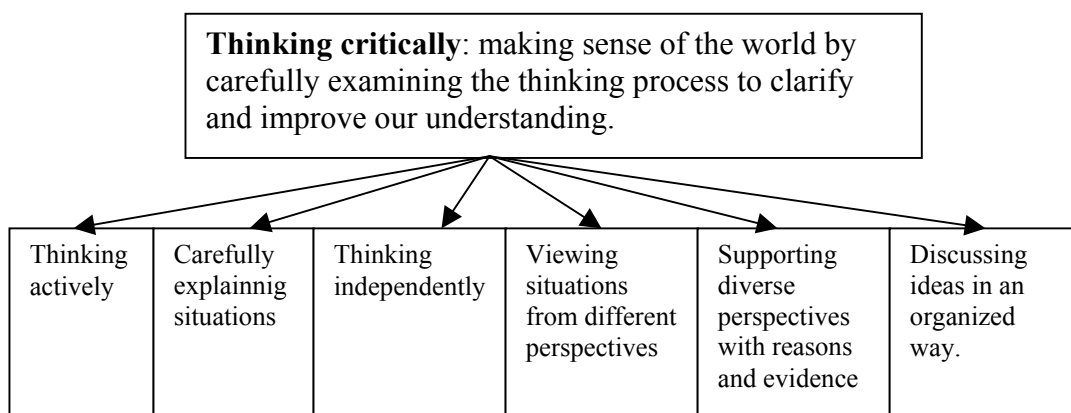 Thinking critically: making sense of the world by
carefully examining the thinking process to clarify
and improve our understanding.
Thinking
actively
Carefully
explainnig
situations
Thinking
independently
Viewing
situations
from different
perspectives
Supporting
diverse
perspectives
with reasons
and evidence
Discussing
ideas in an
organized
way.